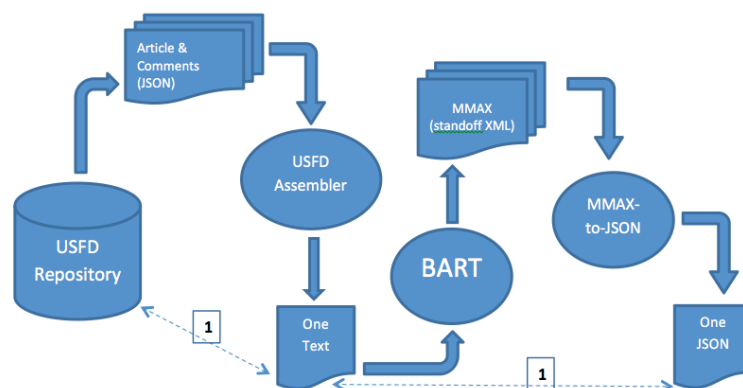 Article &
Comments
(JSON)
USFD
Assembler
USFD
Repository
One
Text
1
BART
MMAX
(standoff XML)
MMAX-
to-JSON
One
JSON
1